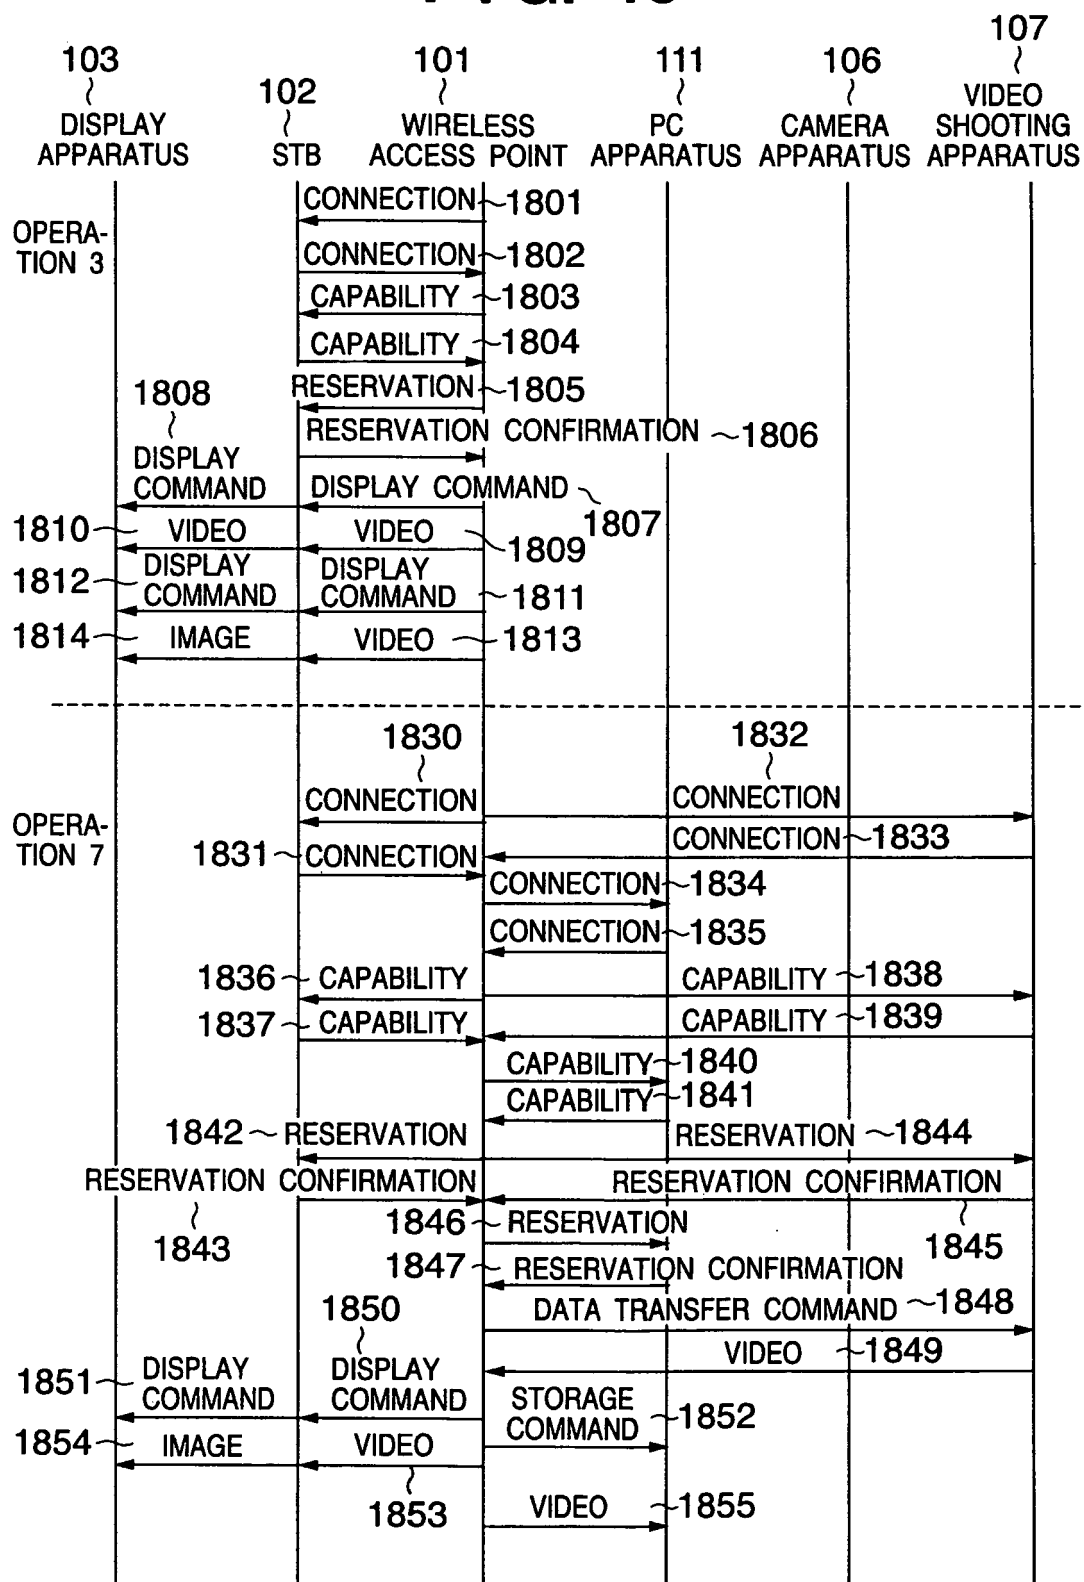 107
103
101
111
106
102
VIDEO
DISPLAY
WIRELESS
PC
CAMERA
SHOOTING
APPARATUS
STB
ACCESS POINT
APPARATUS
APPARATUS
APPARATUS
CONNECTION
1801
OPERA-
TION 3
CONNECTION
1802
CAPABILITY
1803
CAPABILITY
1804
RESERVATION
1805
1808
RESERVATION CONFIRMATION
1806
DISPLAY
COMMAND
DISPLAY COMMAND
1807
1810
VIDEO
VIDEO
1809
1812
DISPLAY
COMMAND
DISPLAY
COMMAND
1811
1814
IMAGE
VIDEO
1813
1830
1832
CONNECTION
CONNECTION
OPERA-
TION 7
1831
CONNECTION
CONNECTION
1833
CONNECTION
1834
CONNECTION
1835
1836
CAPABILITY
CAPABILITY
1838
1837
CAPABILITY
CAPABILITY
1839
CAPABILITY
1840
CAPABILITY
1841
1842
RESERVATION
RESERVATION
1844
RESERVATION CONFIRMATION
RESERVATION CONFIRMATION
1843
1846
RESERVATION
1845
1847
RESERVATION CONFIRMATION
DATA TRANSFER COMMAND
1848
1850
VIDEO
1849
1851
DISPLAY
COMMAND
DISPLAY
COMMAND
STORAGE
COMMAND
1852
1854
IMAGE
VIDEO
1853
VIDEO
1855